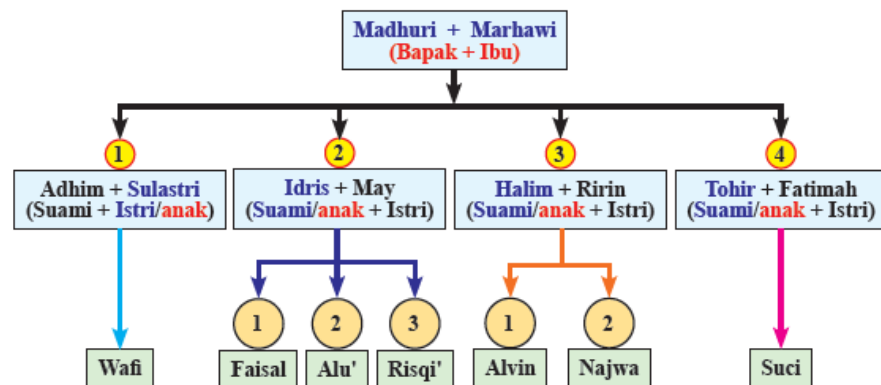 Madhuri + Marhawi
(Bapak + Ibu)
1
2
3
4
Adhim + Sulastri
(Suami + Istri/anak)
Idris + May
(Suami/anak + Istri)
Halim + Ririn
(Suami/anak + Istri)
Tohir + Fatimah
(Suami/anak + Istri)
1
2
3
1
2
Wafi
Faisal
Alu'
Risqi'
Alvin
Najwa
Suci